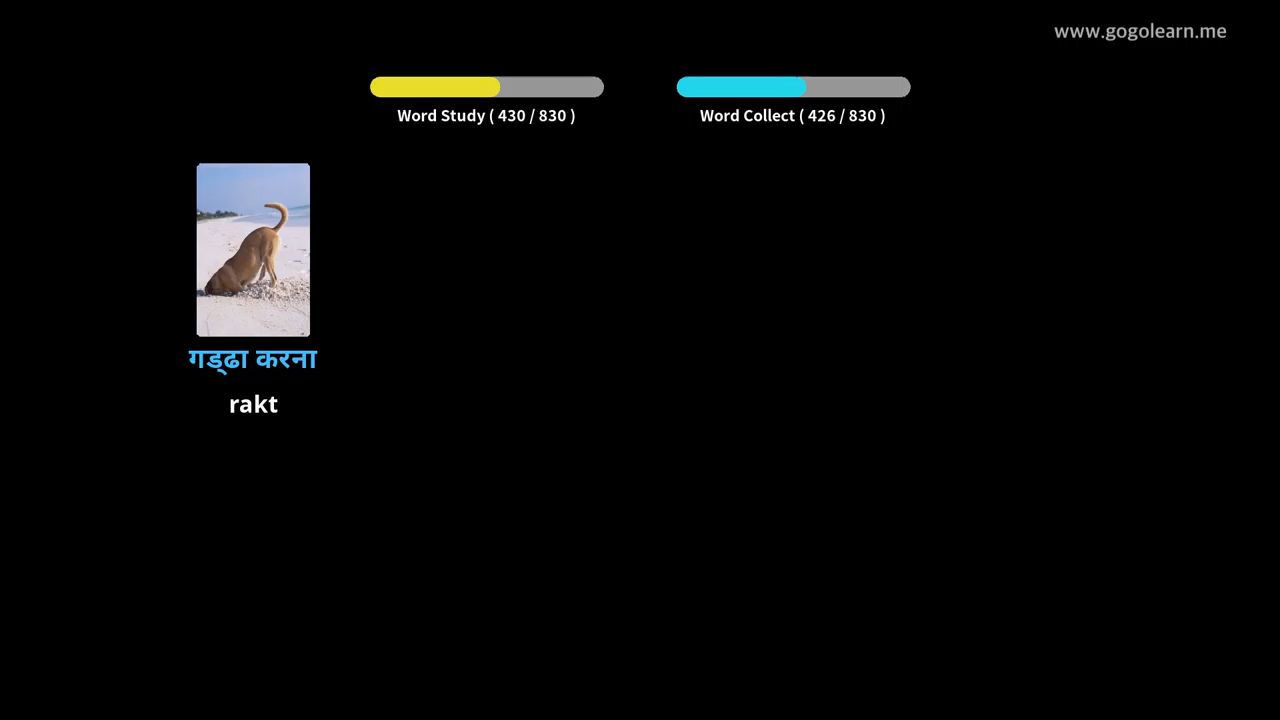 www.gogolearn.me
Word Study ( 430 / 830 )
Word Collect ( 426 / 830 )
गड्ढा करना
rakt